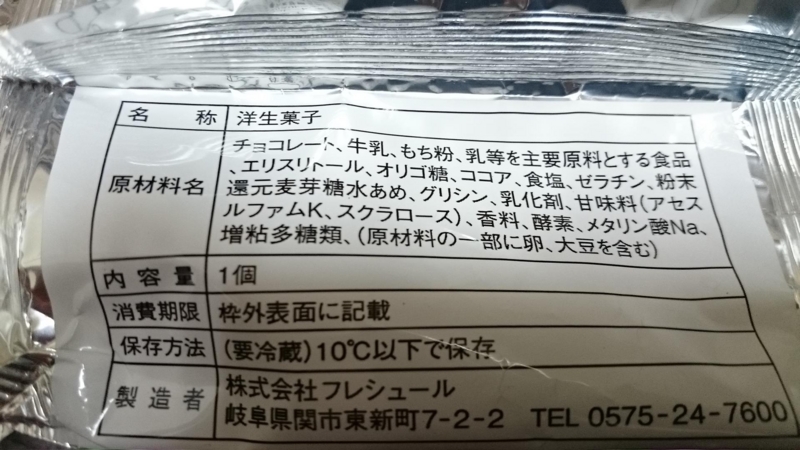 名称 洋生菓子
原材料名 チョコレート、牛乳、もち粉、乳等を主要原料とする食品
、エリスリトール、オリゴ糖、ココア、食塩、ゼラチン、粉末
還元麦芽糖水あめ、グリシン、乳化剤、甘味料(アセス
ルファムK、スクラロース)、香料、酵素、メタリン酸Na、
増粘多糖類、(原材料の一部に卵、大豆を含む)
内容量 1個
消費期限 枠外表面に記載
保存方法 (要冷蔵)10℃以下で保存
製造者 株式会社フレシュール
岐阜県関市東新町7-2-2 TEL 0575-24-7600